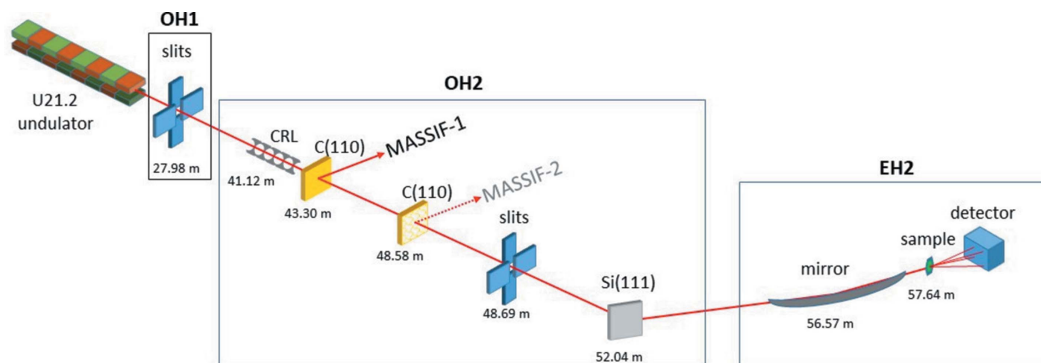 OH1
slits
U21.2
undulator
27.98 m
OH2
CRL
41.12 m
C(110)
MASSIF-1
43.30 m
C(110)
MASSIF-2
48.58 m
slits
48.69 m
Si(111)
52.04 m
EH2
detector
sample
mirror
57.64 m
56.57 m